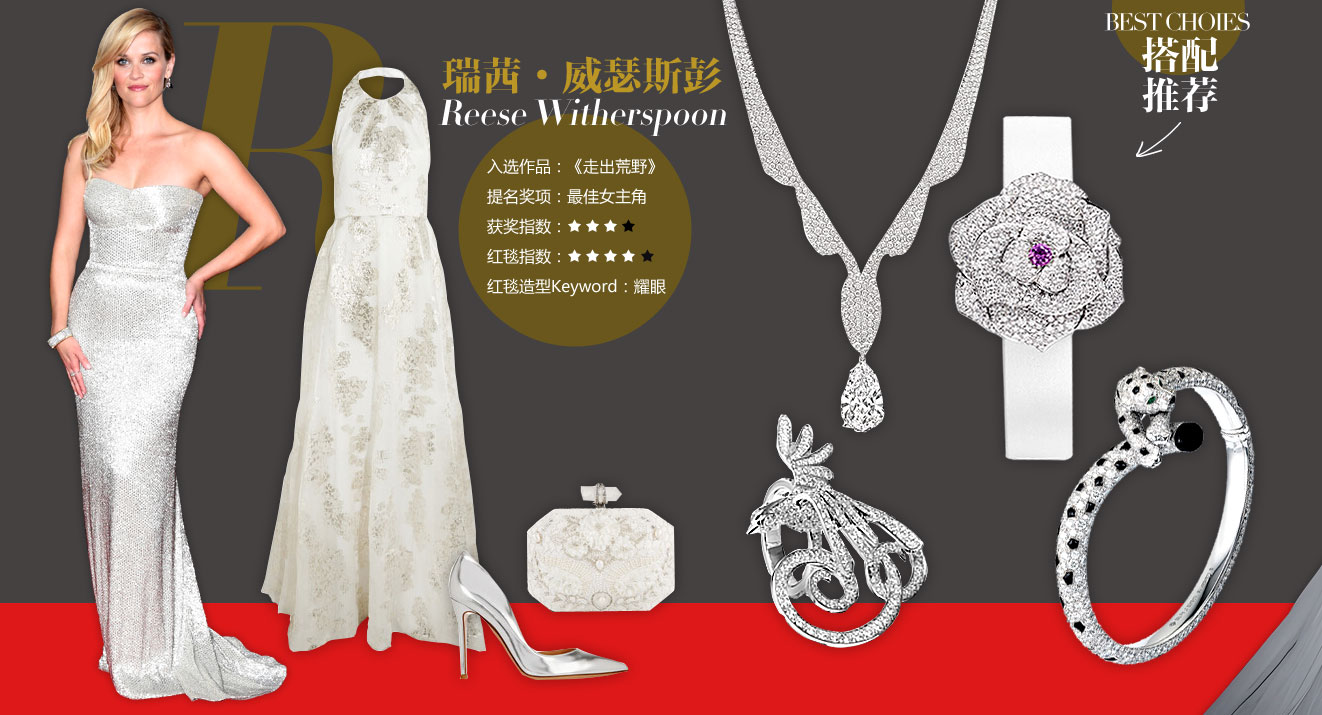 R
瑞茜·威瑟斯彭
Reese Witherspoon
入选作品：《走出荒野》
提名奖项：最佳女主角
获奖指数：★★★★
红毯指数：★★★★★
红毯造型Keyword：耀眼
BEST CHOIES
搭配
推荐